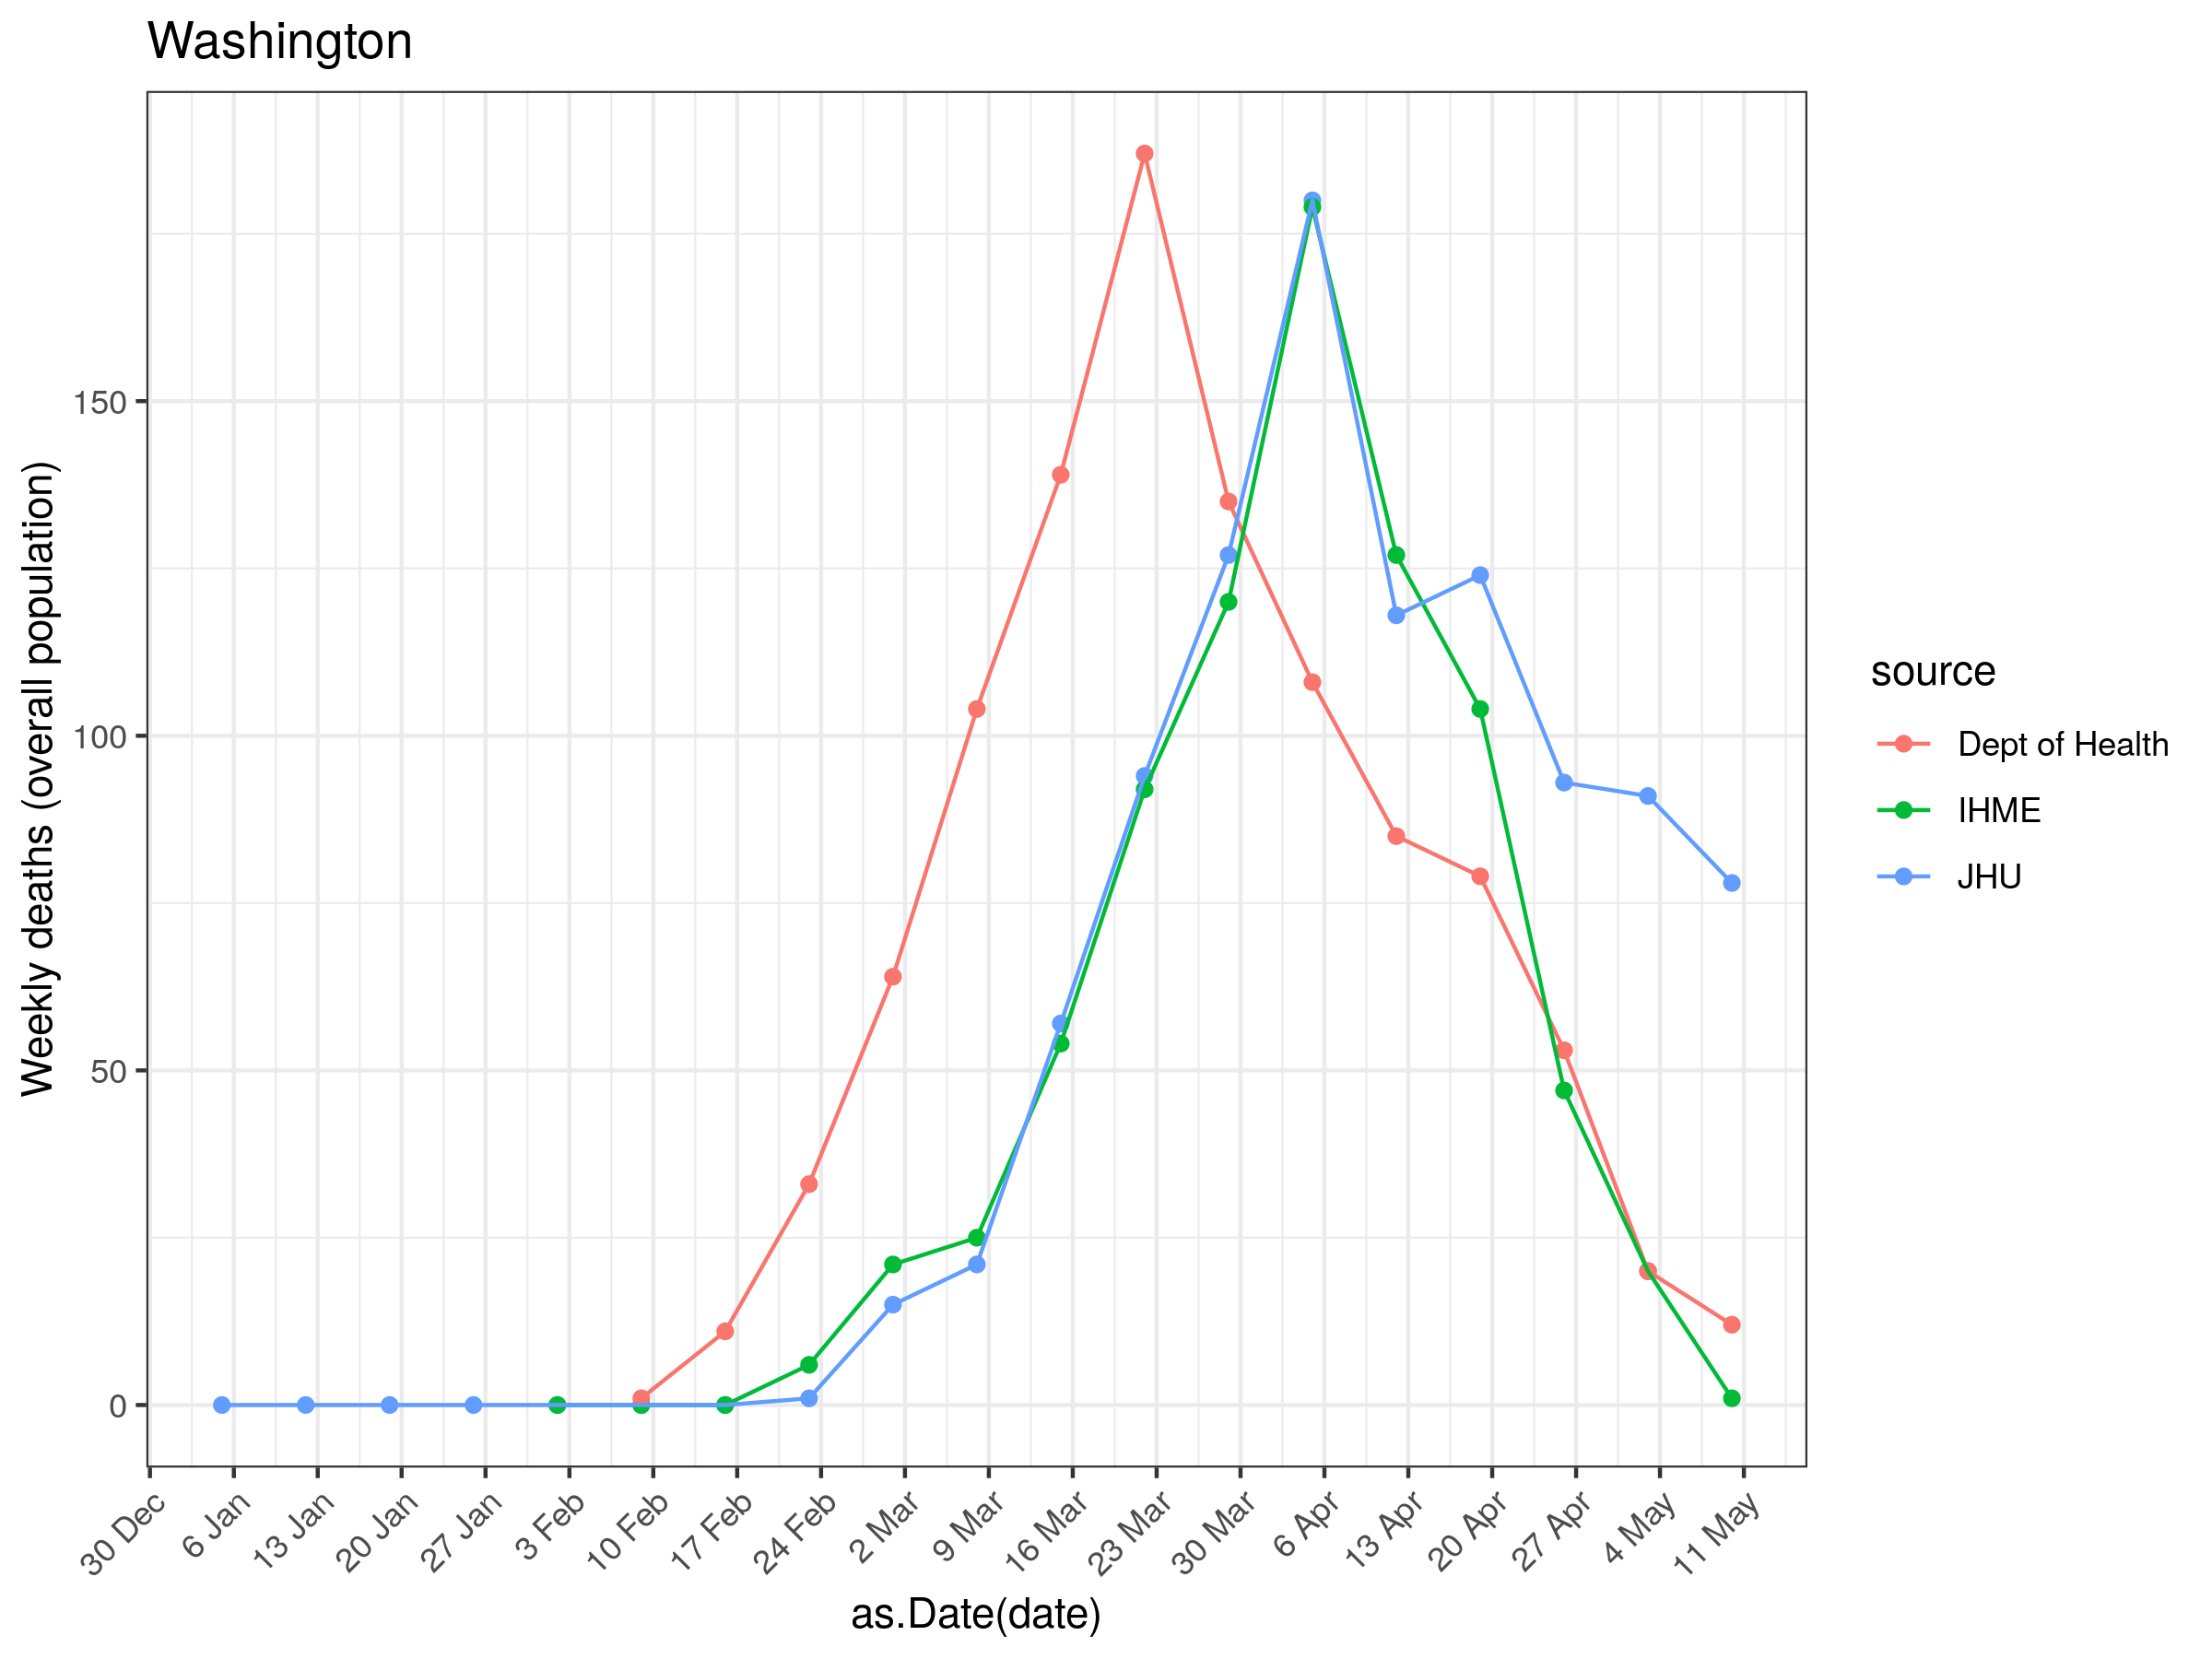 Washington
Weekly deaths (overall population)
150
100
50
0
30 Dec
6 Jan
13 Jan
20 Jan
27 Jan
3 Feb
10 Feb
17 Feb
24 Feb
2 Mar
9 Mar
16 Mar
23 Mar
30 Mar
6 Apr
13 Apr
20 Apr
27 Apr
4 May
11 May
as.Date(date)
source
Dept of Health
IHME
JHU